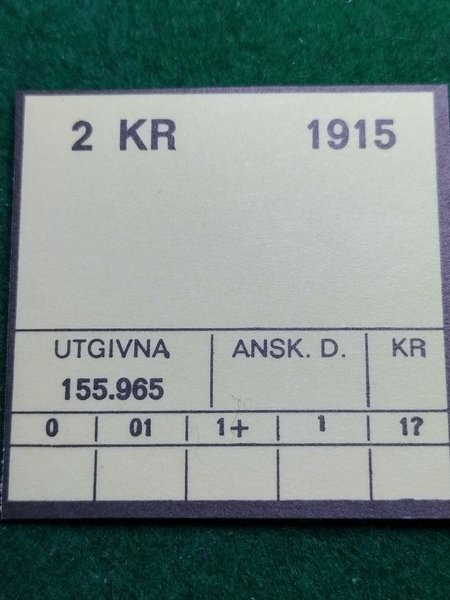 2 KR 1915
UTGIVNA ANSK. D. KR
155.965
0 01 1+ 1 1?